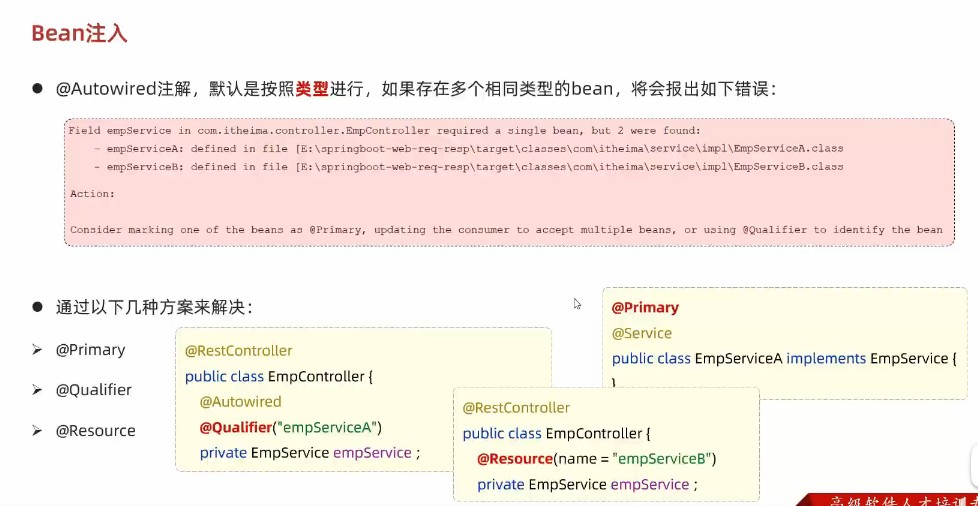 Bean注入
● @Autowired注解，默认是按照类型进行，如果存在多个相同类型的bean，将会报出如下错误：
Field empService in com.itheima.controller.EmpController required a single bean, but 2 were found:
- empServiceA: defined in file [E:\springboot-web-req-resp\target\classes\com\itheima\service\impl\EmpServiceA.class
- empServiceB: defined in file [E:\springboot-web-req-resp\target\classes\com\itheima\service\impl\EmpServiceB.class
Action:
Consider marking one of the beans as @Primary, updating the consumer to accept multiple beans, or using @Qualifier to identify the bean
● 通过以下几种方案来解决：
➢ @Primary
➢ @Qualifier
➢ @Resource
@RestController
public class EmpController {
@Autowired
@Qualifier("empServiceA")
private EmpService empService ;
@RestController
public class EmpController {
@Resource(name = "empServiceB")
private EmpService empService ;
@Primary
@Service
public class EmpServiceA implements EmpService {
}
高级软件人才培训